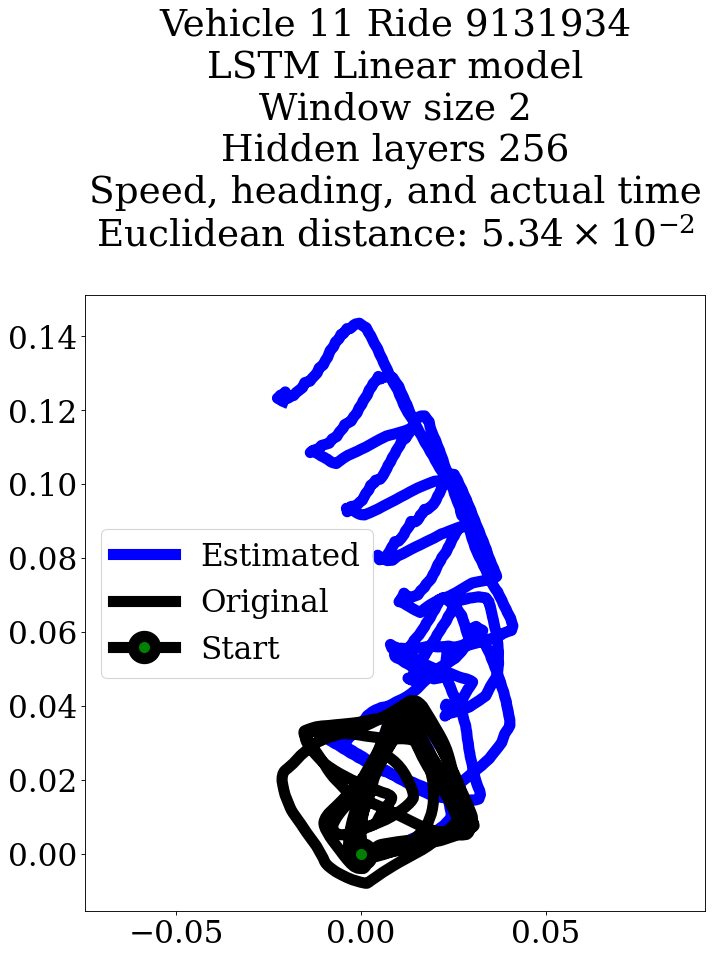 Vehicle 11 Ride 9131934
LSTM Linear model
Window size 2
Hidden layers 256
Speed, heading, and actual time
Euclidean distance: 5.34 × 10⁻²
0.14
0.12
0.10
0.08
0.06
0.04
0.02
0.00
Estimated
Original
Start
−0.05
0.00
0.05